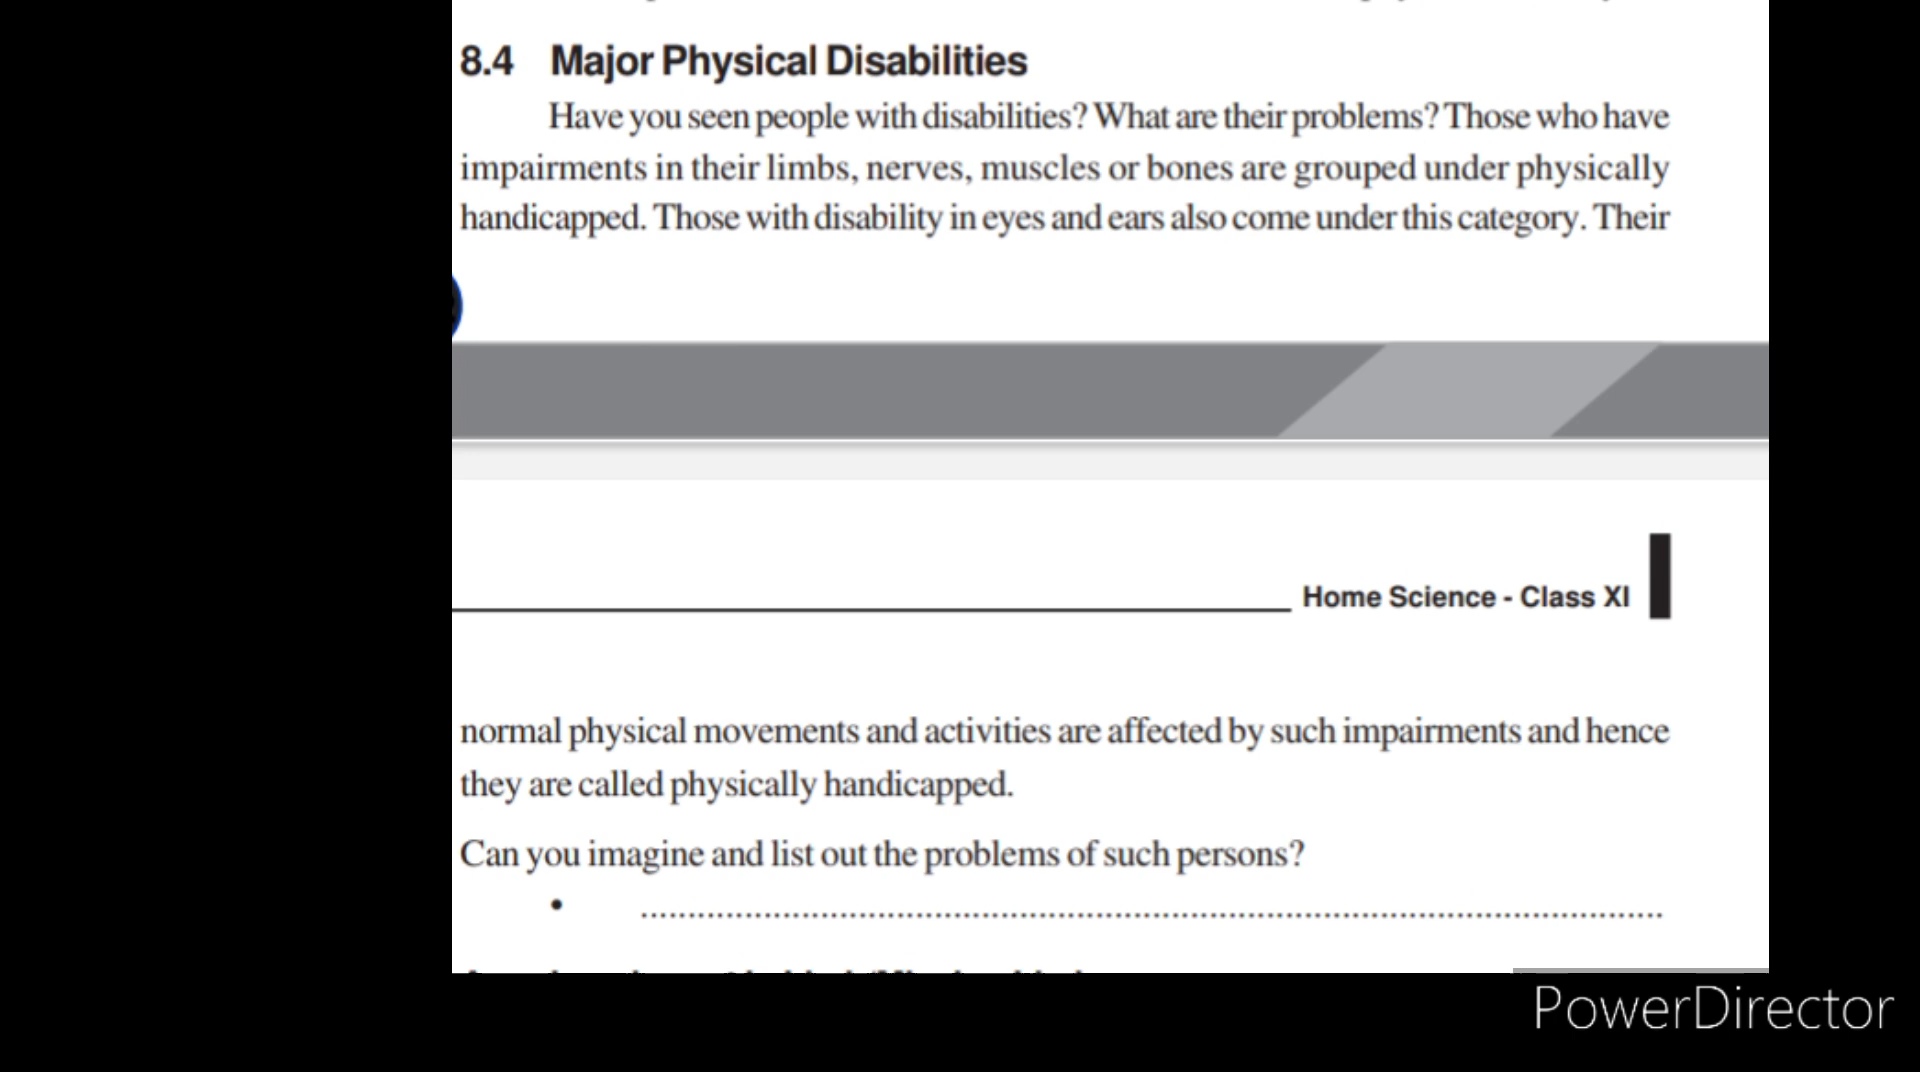 8.4 Major Physical Disabilities
Have you seen people with disabilities? What are their problems? Those who have
impairments in their limbs, nerves, muscles or bones are grouped under physically
handicapped. Those with disability in eyes and ears also come under this category. Their
Home Science - Class XI
normal physical movements and activities are affected by such impairments and hence
they are called physically handicapped.
Can you imagine and list out the problems of such persons?
• ................................................................................
PowerDirector